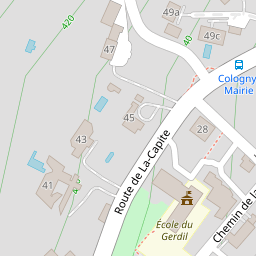 420
49a
49c
47
Cologny-
Mairie
45
28
43
Route de La-Capite
41
École du
Gerdil
Chemin de la
40